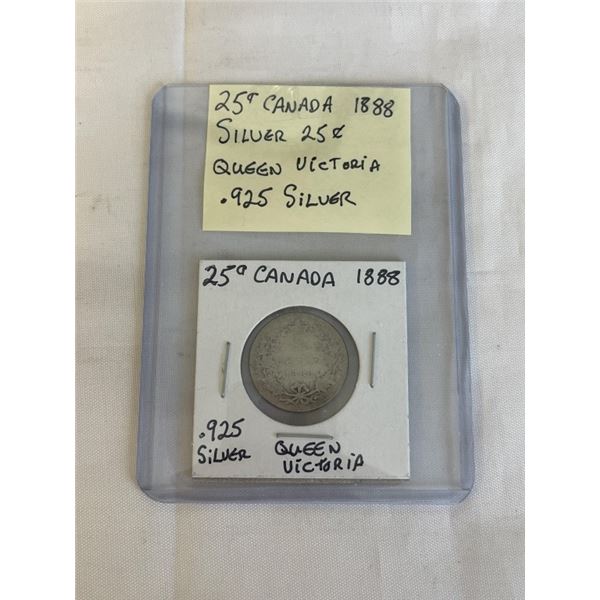 25¢ CANADA 1888
SILVER 25¢
QUEEN VICTORIA
.925 SILVER
25¢ CANADA 1888
.925
SILVER
QUEEN
VICTORIA